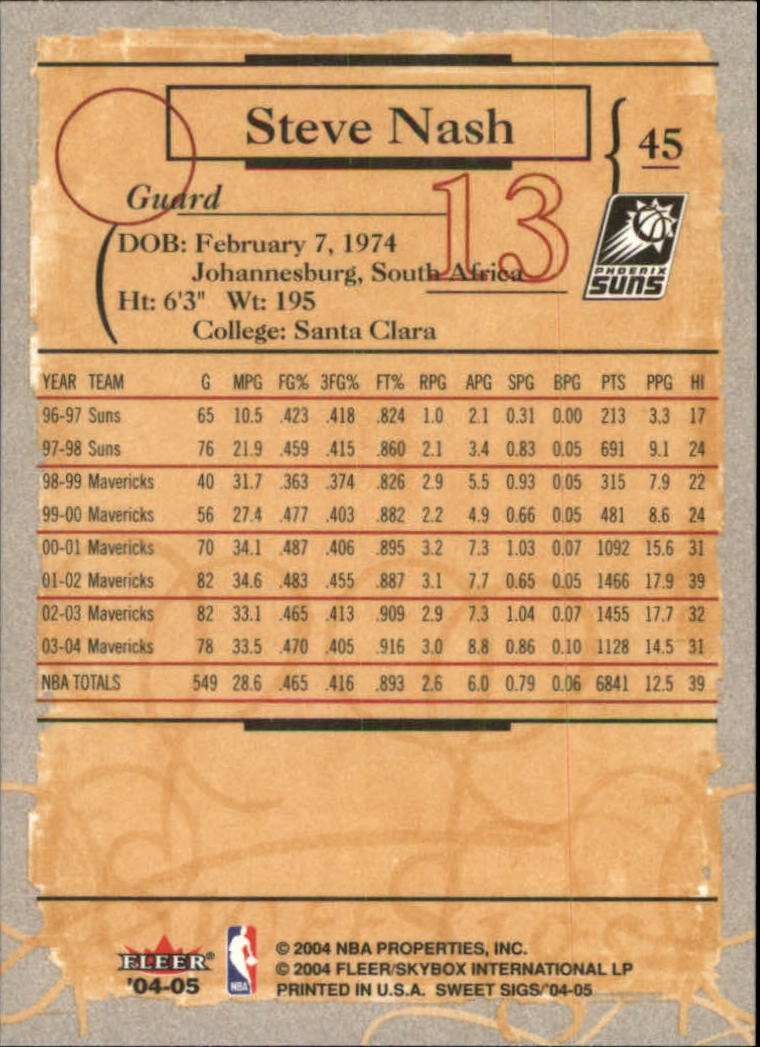 Steve Nash
45
13
Guard
DOB: February 7, 1974
Johannesburg, South Africa
Ht: 6'3" Wt: 195
College: Santa Clara
PHOENIX
SUNS
YEAR TEAM G MPG FG% 3FG% FT% RPG APG SPG BPG PTS PPG HI
96-97 Suns 65 10.5 .423 .418 .824 1.0 2.1 0.31 0.00 213 3.3 17
97-98 Suns 76 21.9 .459 .415 .860 2.1 3.4 0.83 0.05 691 9.1 24
98-99 Mavericks 40 31.7 .363 .374 .826 2.9 5.5 0.93 0.05 315 7.9 22
99-00 Mavericks 56 27.4 .477 .403 .882 2.2 4.9 0.66 0.05 481 8.6 24
00-01 Mavericks 70 34.1 .487 .406 .895 3.2 7.3 1.03 0.07 1092 15.6 31
01-02 Mavericks 82 34.6 .483 .455 .887 3.1 7.7 0.65 0.05 1466 17.9 39
02-03 Mavericks 82 33.1 .465 .413 .909 2.9 7.3 1.04 0.07 1455 17.7 32
03-04 Mavericks 78 33.5 .470 .405 .916 3.0 8.8 0.86 0.10 1128 14.5 31
NBA TOTALS 549 28.6 .465 .416 .893 2.6 6.0 0.79 0.06 6841 12.5 39
FLEER®
'04-05
NBA
© 2004 NBA PROPERTIES, INC.
© 2004 FLEER/SKYBOX INTERNATIONAL LP
PRINTED IN U.S.A. SWEET SIGS/'04-05